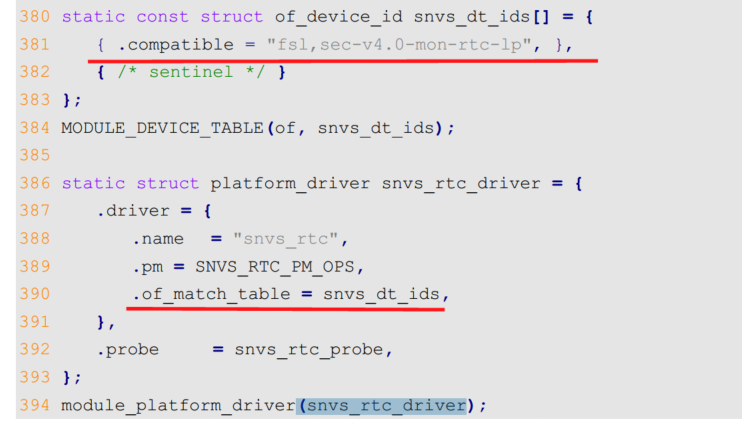 380 static const struct of_device_id snvs_dt_ids[] = {
381     { .compatible = "fsl,sec-v4.0-mon-rtc-lp", },
382     { /* sentinel */ }
383 };
384 MODULE_DEVICE_TABLE(of, snvs_dt_ids);
385
386 static struct platform_driver snvs_rtc_driver = {
387     .driver = {
388         .name   = "snvs_rtc",
389         .pm = SNVS_RTC_PM_OPS,
390         .of_match_table = snvs_dt_ids,
391     },
392     .probe      = snvs_rtc_probe,
393 };
394 module_platform_driver(snvs_rtc_driver);